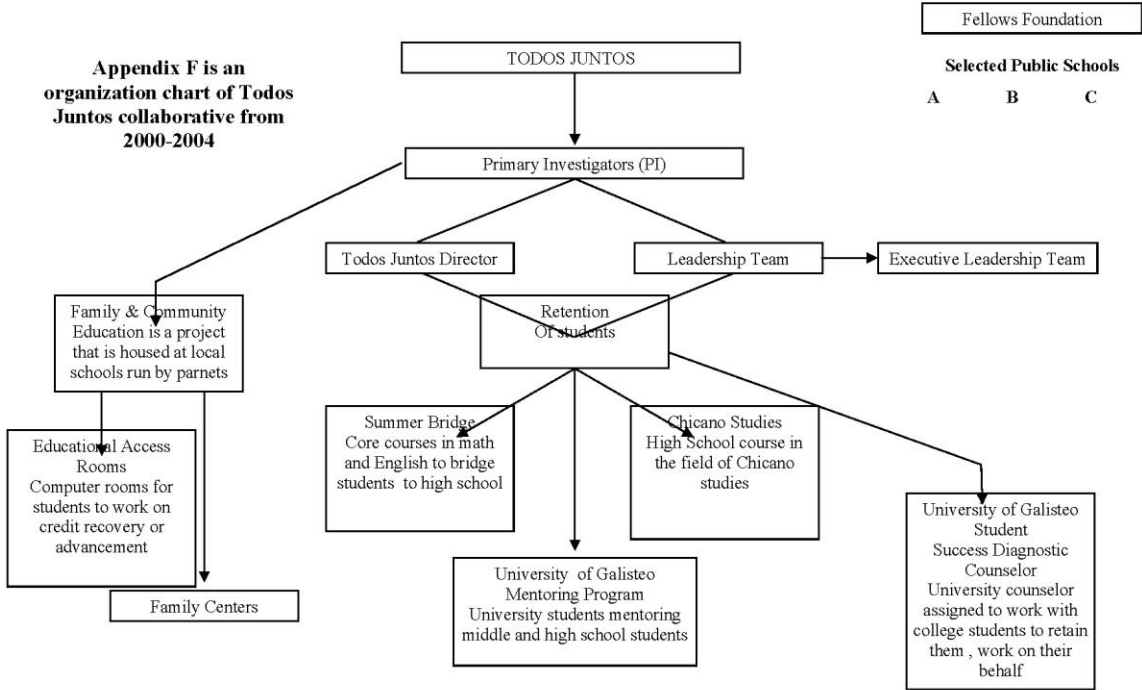 Fellows Foundation
TODOS JUNTOS
Appendix F is an
organization chart of Todos
Juntos collaborative from
2000-2004
Selected Public Schools
A B C
Primary Investigators (PI)
Todos Juntos Director
Leadership Team
Executive Leadership Team
Family & Community
Education is a project
that is housed at local
schools run by parnets
Retention
Of students
Educational Access
Rooms
Computer rooms for
students to work on
credit recovery or
advancement
Summer Bridge
Core courses in math
and English to bridge
students to high school
Chicano Studies
High School course in
the field of Chicano
studies
University of Galisteo
Student
Success Diagnostic
Counselor
University counselor
assigned to work with
college students to retain
them , work on their
behalf
University of Galisteo
Mentoring Program
University students mentoring
middle and high school students
Family Centers